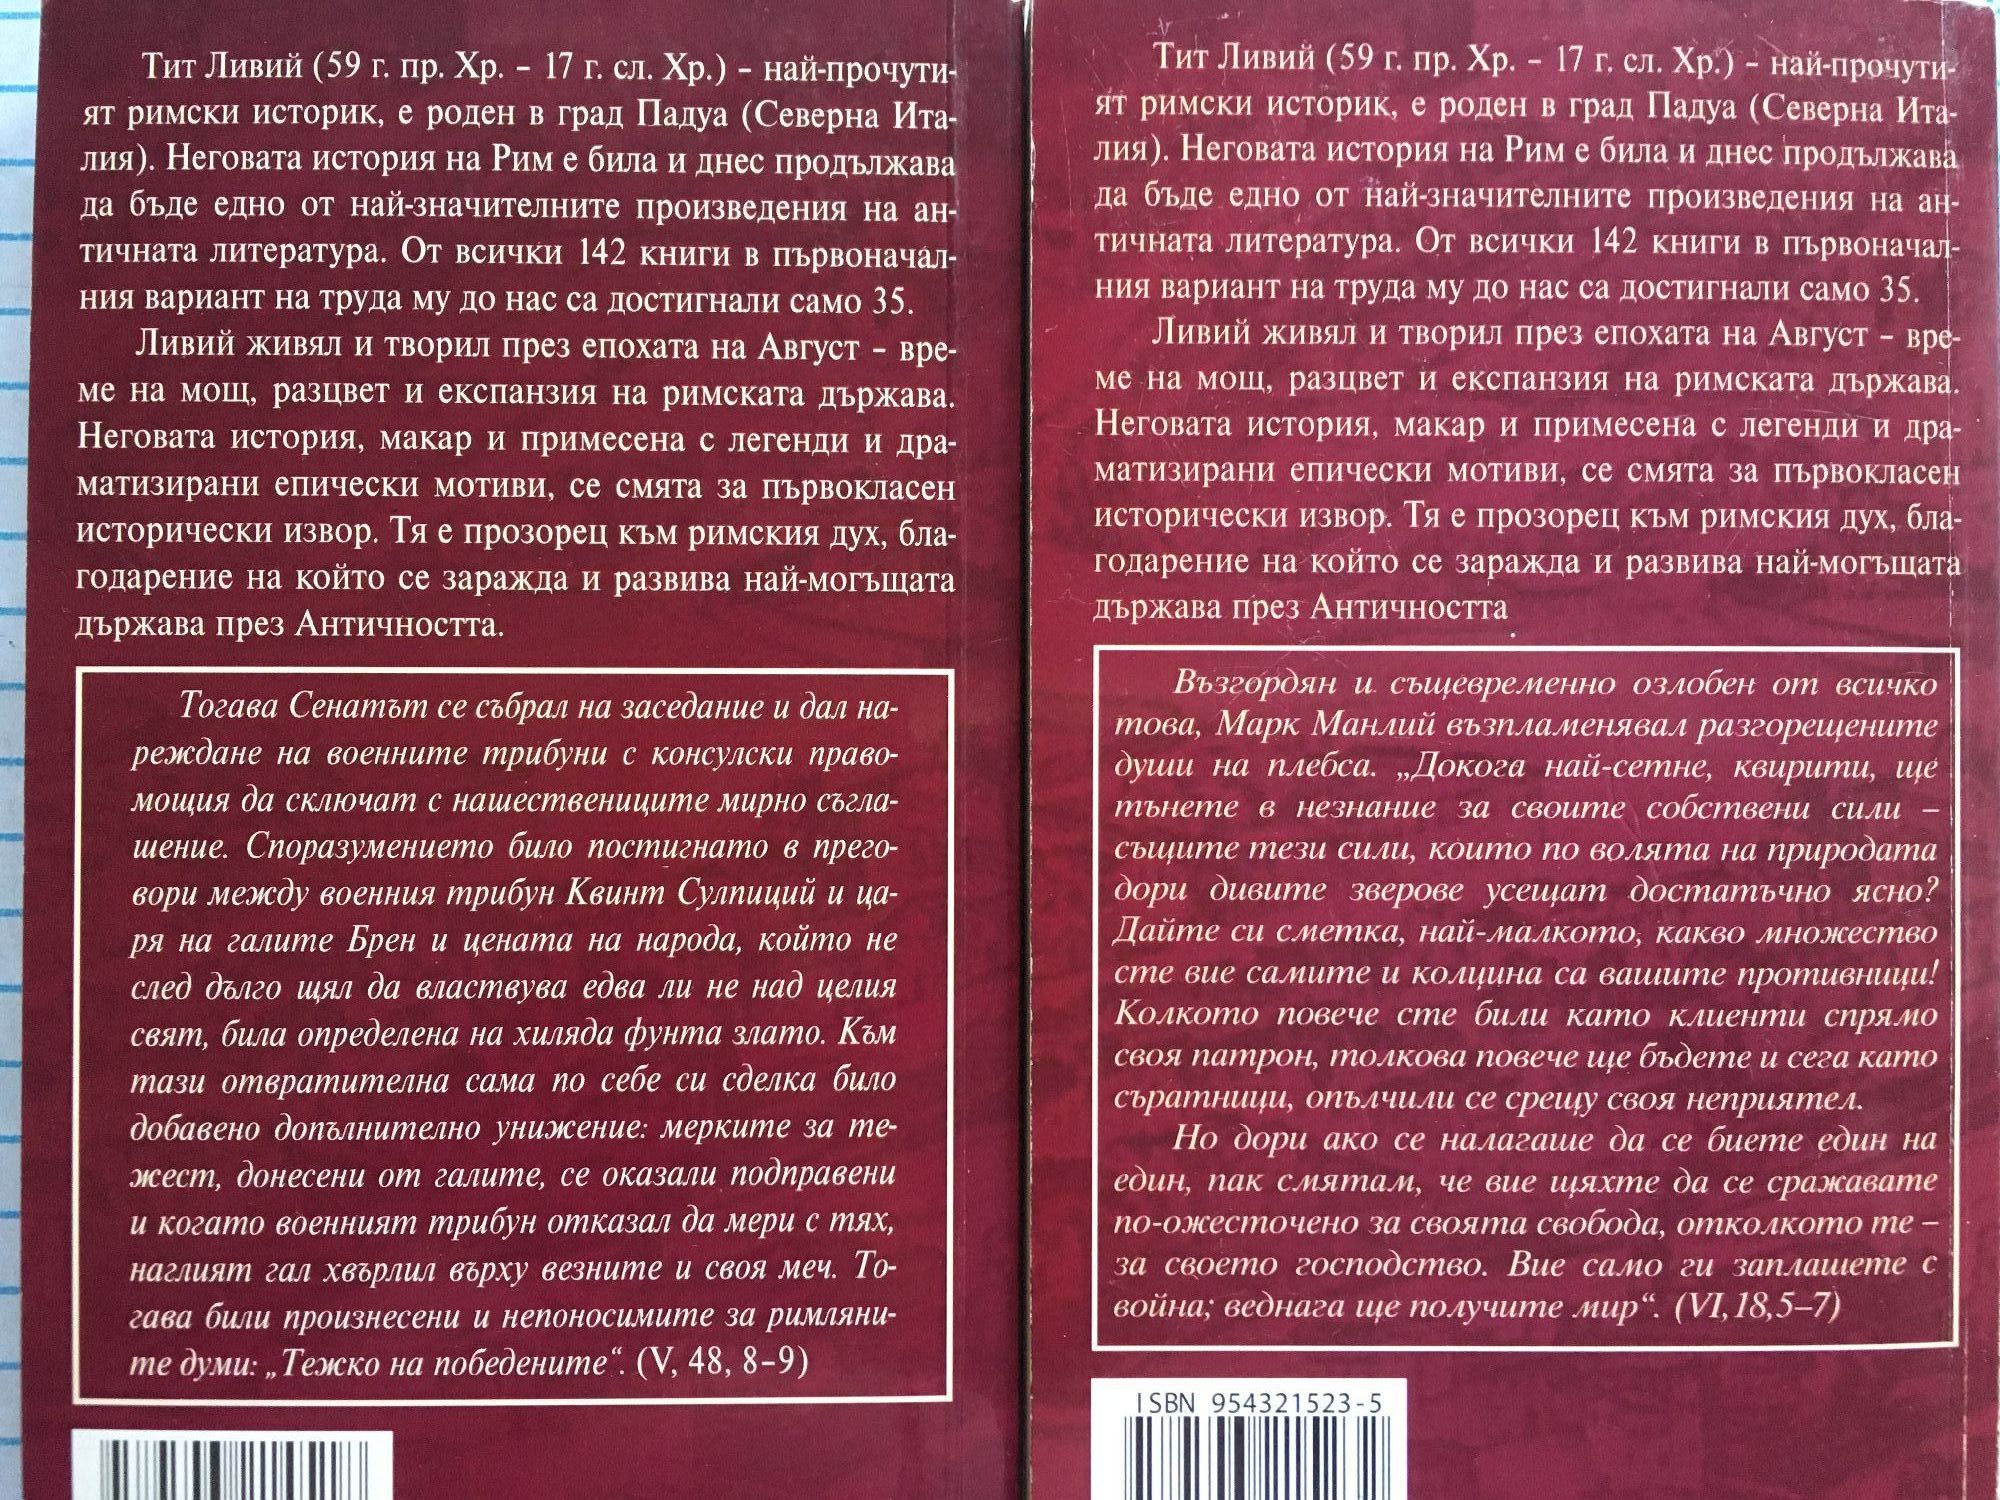 Тит Ливий (59 г. пр. Хр. – 17 г. сл. Хр.) – най-прочути-
ят римски историк, е роден в град Падуа (Северна Ита-
лия). Неговата история на Рим е била и днес продължава
да бъде едно от най-значителните произведения на ан-
тичната литература. От всички 142 книги в първоначал-
ния вариант на труда му до нас са достигнали само 35.
Ливий живял и творил през епохата на Август – вре-
ме на мощ, разцвет и експанзия на римската държава.
Неговата история, макар и примесена с легенди и дра-
матизирани епически мотиви, се смята за първокласен
исторически извор. Тя е прозорец към римския дух, бла-
годарение на който се заражда и развива най-могъщата
държава през Античността.
Тогава Сенатът се събрал на заседание и дал на-
реждане на военните трибуни с консулски право-
мощия да сключат с нашествениците мирно съгла-
шение. Споразумението било постигнато в прего-
вори между военния трибун Квинт Сулпиций и ца-
ря на галите Брен и цената на народа, който не
след дълго щял да властвува едва ли не над целия
свят, била определена на хиляда фунта злато. Към
тази отвратителна сама по себе си сделка било
добавено допълнително унижение: мерките за те-
жест, донесени от галите, се оказали подправени
и когато военният трибун отказал да мери с тях,
наглият гал хвърлил върху везните и своя меч. То-
гава били произнесени и непоносимите за римляни-
те думи: „Тежко на победените“. (V, 48, 8–9)
Тит Ливий (59 г. пр. Хр. – 17 г. сл. Хр.) – най-прочути-
ят римски историк, е роден в град Падуа (Северна Ита-
лия). Неговата история на Рим е била и днес продължава
да бъде едно от най-значителните произведения на ан-
тичната литература. От всички 142 книги в първоначал-
ния вариант на труда му до нас са достигнали само 35.
Ливий живял и творил през епохата на Август – вре-
ме на мощ, разцвет и експанзия на римската държава.
Неговата история, макар и примесена с легенди и дра-
матизирани епически мотиви, се смята за първокласен
исторически извор. Тя е прозорец към римския дух, бла-
годарение на който се заражда и развива най-могъщата
държава през Античността.
Възгордян и същевременно озлобен от всичко
това, Марк Манлий възпламенявал разгорещените
души на плебса. „Докога най-сетне, квирити, ще
тънете в незнание за своите собствени сили –
същите тези сили, които по волята на природата
дори дивите зверове усещат достатъчно ясно?
Дайте си сметка, най-малкото, какво множество
сте вие самите и колцина са вашите противници!
Колкото повече сте били като клиенти спрямо
своя патрон, толкова повече ще бъдете и сега като
съратници, опълчили се срещу своя неприятел.
Но дори ако се налагаше да се биете един на
един, пак смятам, че вие щяхте да се сражавате
по-ожесточено за своята свобода, отколкото те –
за своето господство. Вие само ги заплашете с
война; веднага ще получите мир“. (VI, 18, 5–7)
ISBN 954321523-5